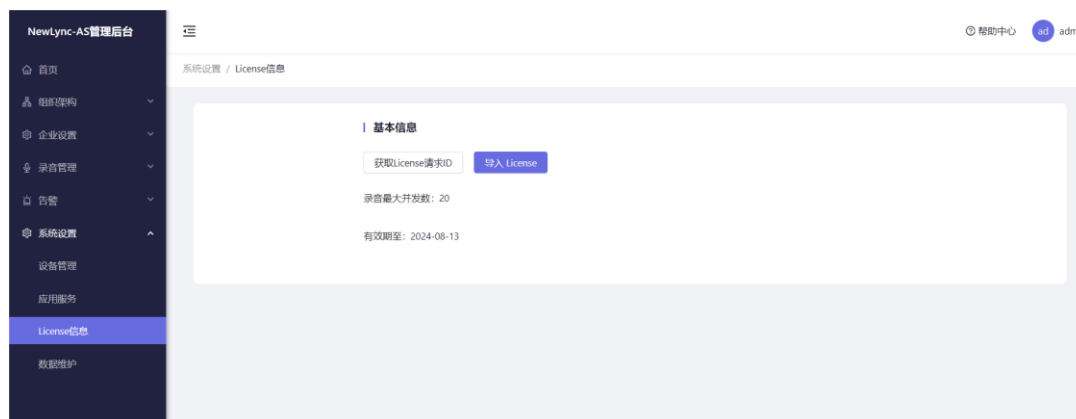 NewLync-AS管理后台
帮助中心
ad
adm
首页
系统设置 / License信息
组织架构
企业设置
录音管理
告警
系统设置
设备管理
应用服务
License信息
数据维护
基本信息
获取License请求ID
导入 License
录音最大并发数：20
有效期至：2024-08-13